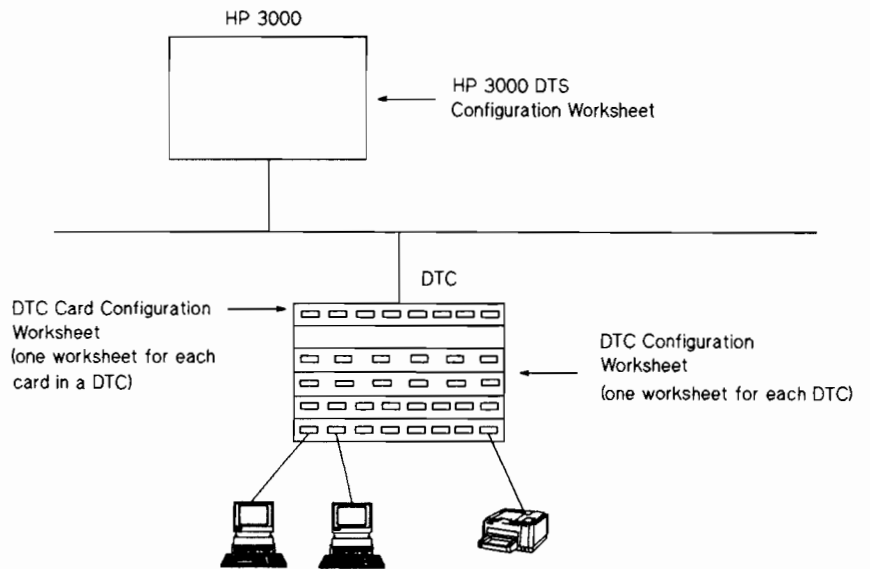 HP 3000
HP 3000 DTS
Configuration Worksheet
DTC
DTC Card Configuration
Worksheet
(one worksheet for each
card in a DTC)
DTC Configuration
Worksheet
(one worksheet for each DTC)